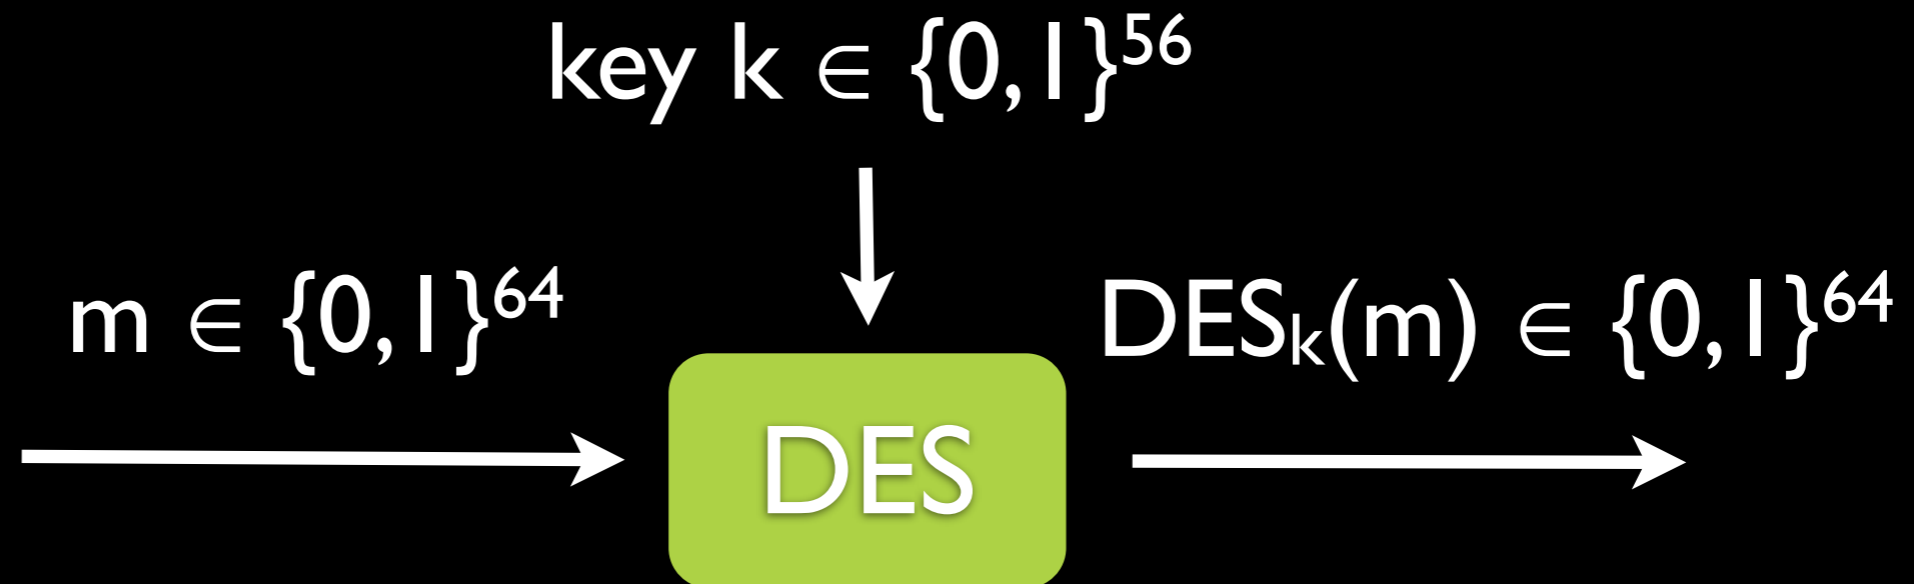 key k ∈ {0, 1}⁵⁶
m ∈ {0, 1}⁶⁴
DESₖ(m) ∈ {0, 1}⁶⁴
DES